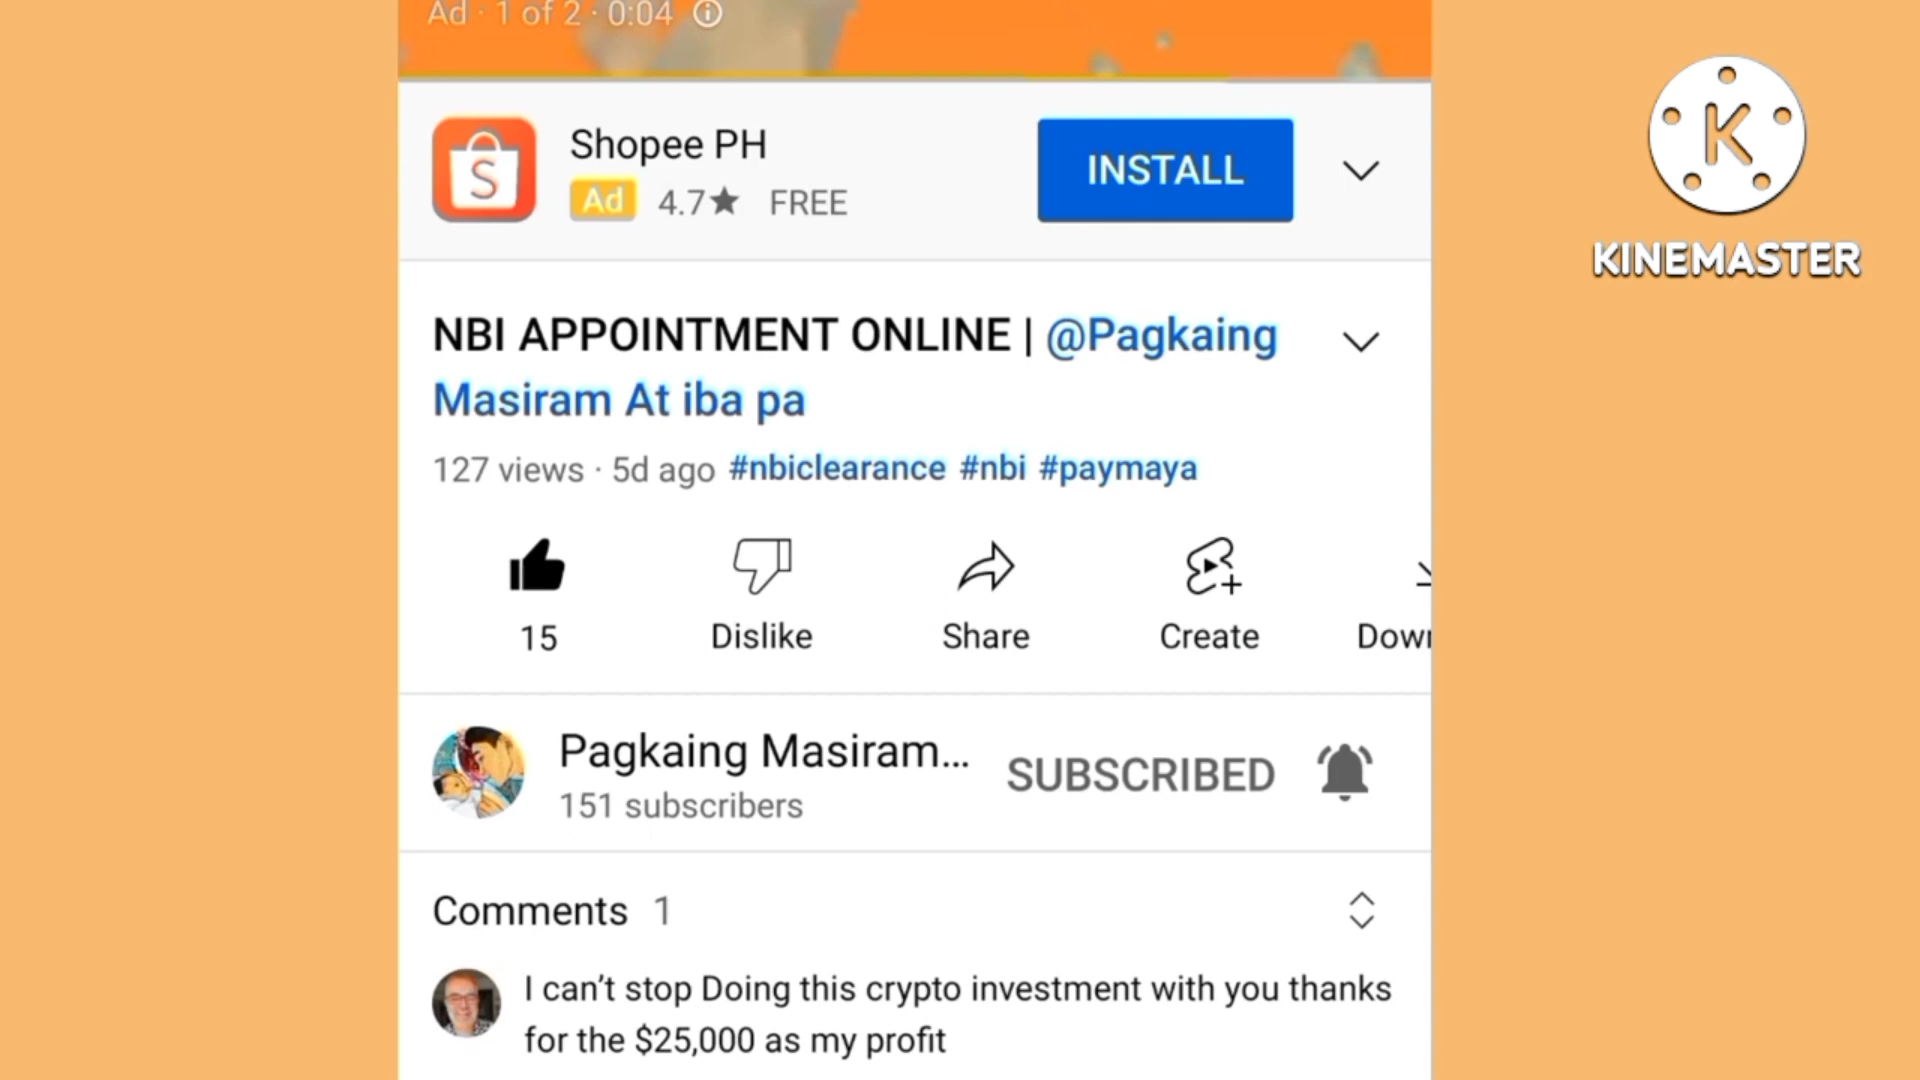 Ad · 1 of 2 · 0:04
Shopee PH
INSTALL
Ad 4.7★ FREE
K
KINEMASTER
NBI APPOINTMENT ONLINE | @Pagkaing
Masiram At iba pa
127 views · 5d ago #nbiclearance #nbi #paymaya
15 Dislike Share Create Down
Pagkaing Masiram...
SUBSCRIBED
151 subscribers
Comments 1
I can’t stop Doing this crypto investment with you thanks
for the $25,000 as my profit